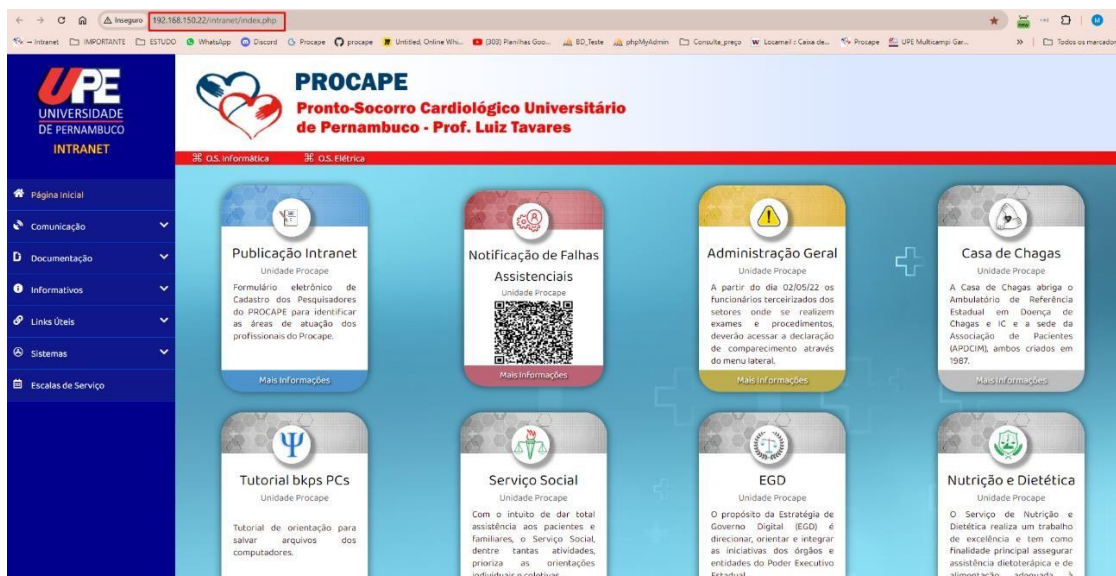 Inseguro 192.168.150.22/intranet/index.php
– Intranet IMPORTANTE ESTUDO WhatsApp Discord Procape procape Untitled, Online Whi... (303) Planilhas Goo... BD_Teste phpMyAdmin Consulta_preço Locamail :: Caixa de... Procape UPE Multicampi Gar... » Todos os marcador
UPE
UNIVERSIDADE
DE PERNAMBUCO
INTRANET
PROCAPE
Pronto-Socorro Cardiológico Universitário
de Pernambuco - Prof. Luiz Tavares
O.S. Informática O.S. Elétrica
Página Inicial
Comunicação
Documentação
Informativos
Links Úteis
Sistemas
Escalas de Serviço
Publicação Intranet
Unidade Procape
Formulário eletrônico de
Cadastro dos Pesquisadores
do PROCAPE para identificar
as áreas de atuação dos
profissionais do Procape.
Mais Informações
Notificação de Falhas
Assistenciais
Unidade Procape
Mais Informações
Administração Geral
Unidade Procape
A partir do dia 02/05/22 os
funcionários terceirizados dos
setores onde se realizem
exames e procedimentos,
deverão acessar a declaração
de comparecimento através
do menu lateral.
Mais Informações
Casa de Chagas
Unidade Procape
A Casa de Chagas abriga o
Ambulatório de Referência
Estadual em Doença de
Chagas e IC e a sede da
Associação de Pacientes
(APDCIM), ambos criados em
1987.
Mais Informações
Tutorial bkps PCs
Unidade Procape
Tutorial de orientação para
salvar arquivos dos
computadores.
Serviço Social
Unidade Procape
Com o intuito de dar total
assistência aos pacientes e
familiares, o Serviço Social,
dentre tantas atividades,
prioriza as orientações
individuais e coletivas
EGD
Unidade Procape
O propósito da Estratégia de
Governo Digital (EGD) é
direcionar, orientar e integrar
as iniciativas dos órgãos e
entidades do Poder Executivo
Estadual
Nutrição e Dietética
Unidade Procape
O Serviço de Nutrição e
Dietética realiza um trabalho
de excelência e tem como
finalidade principal assegurar
assistência dietoterápica e de
alimentação adequada à